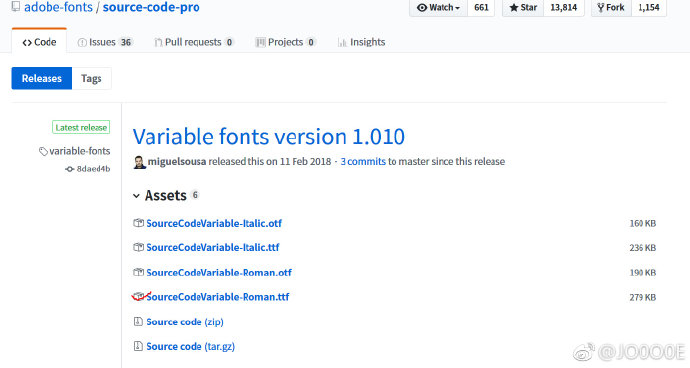 adobe-fonts / source-code-pro
Watch 661 Star 13,814 Fork 1,154
Code Issues 36 Pull requests 0 Projects 0 Insights
Releases Tags
Latest release
variable-fonts
8daed4b
Variable fonts version 1.010
miguelsousa released this on 11 Feb 2018 · 3 commits to master since this release
Assets 6
SourceCodeVariable-Italic.otf 160 KB
SourceCodeVariable-Italic.ttf 236 KB
SourceCodeVariable-Roman.otf 190 KB
SourceCodeVariable-Roman.ttf 279 KB
Source code (zip)
Source code (tar.gz)
@JO0O0E